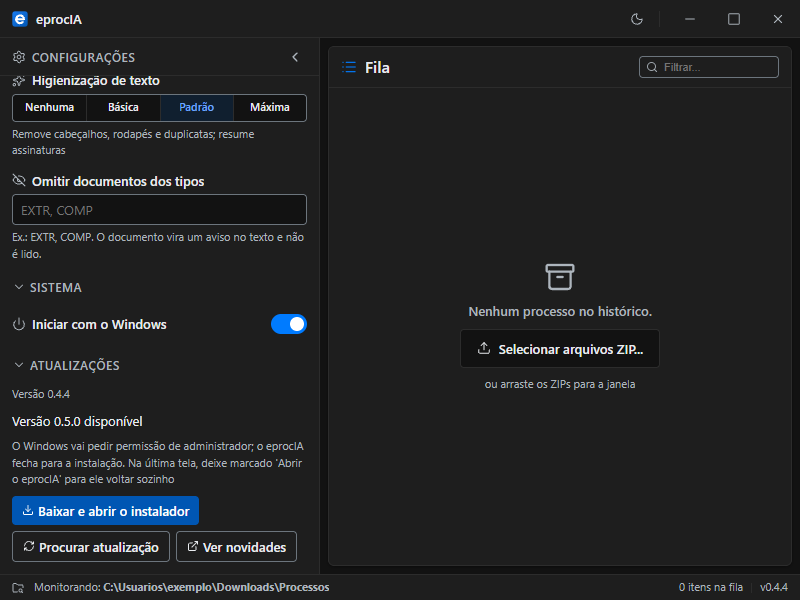 eprocIA
CONFIGURAÇÕES
Higienização de texto
Nenhuma Básica Padrão Máxima
Remove cabeçalhos, rodapés e duplicatas; resume
assinaturas
Omitir documentos dos tipos
EXTR, COMP
Ex.: EXTR, COMP. O documento vira um aviso no texto e não
é lido.
SISTEMA
Iniciar com o Windows
ATUALIZAÇÕES
Versão 0.4.4
Versão 0.5.0 disponível
O Windows vai pedir permissão de administrador; o eprocIA
fecha para a instalação. Na última tela, deixe marcado 'Abrir
o eprocIA' para ele voltar sozinho
Baixar e abrir o instalador
Procurar atualização Ver novidades
Fila
Filtrar...
Nenhum processo no histórico.
Selecionar arquivos ZIP...
ou arraste os ZIPs para a janela
Monitorando: C:\Usuarios\exemplo\Downloads\Processos
0 itens na fila v0.4.4